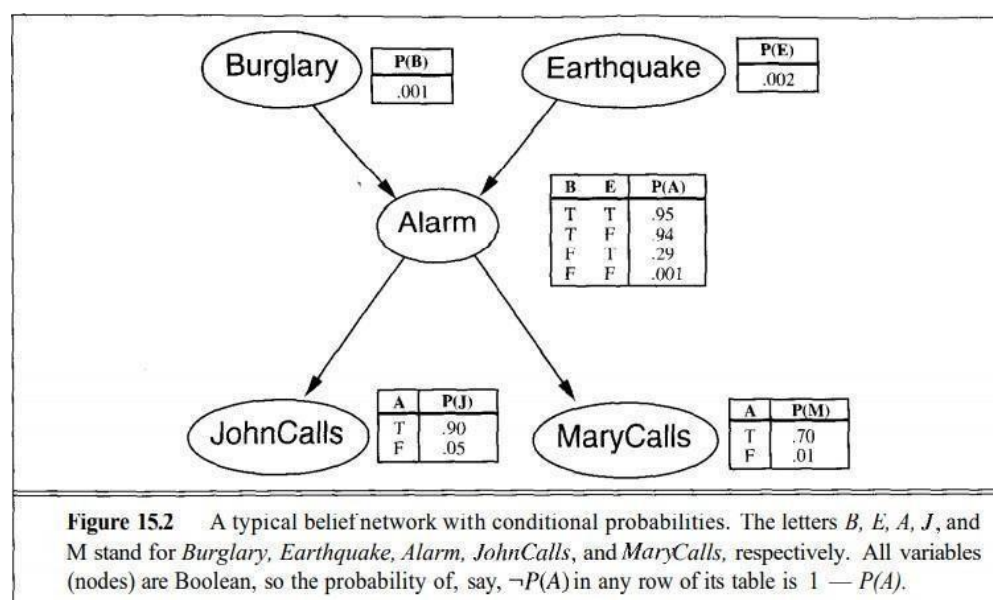 Burglary
P(B)
.001
Earthquake
P(E)
.002
Alarm
B E P(A)
T T .95
T F .94
F T .29
F F .001
JohnCalls
A P(J)
T .90
F .05
MaryCalls
A P(M)
T .70
F .01
Figure 15.2 A typical belief network with conditional probabilities. The letters B, E, A, J, and
M stand for Burglary, Earthquake, Alarm, JohnCalls, and MaryCalls, respectively. All variables
(nodes) are Boolean, so the probability of, say, ¬P(A) in any row of its table is 1 — P(A).